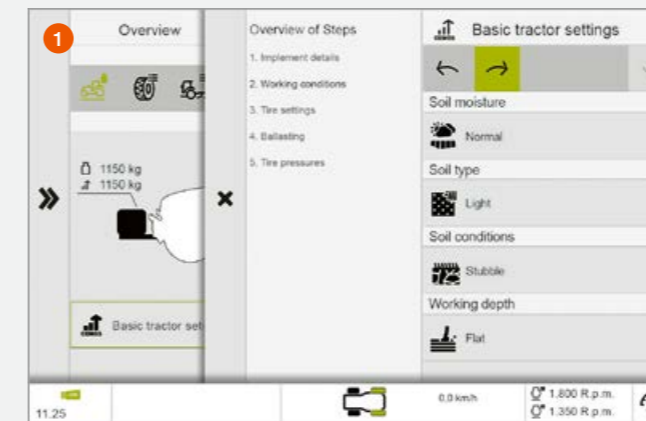 1
Overview
1150 kg
1150 kg
Basic tractor set
Overview of Steps
1. Implement details
2. Working conditions
3. Tire settings
4. Ballasting
5. Tire pressures
Basic tractor settings
Soil moisture
Normal
Soil type
Light
Soil conditions
Stubble
Working depth
Flat
11.25
0,0 km/h
1.800 R.p.m.
1.350 R.p.m.